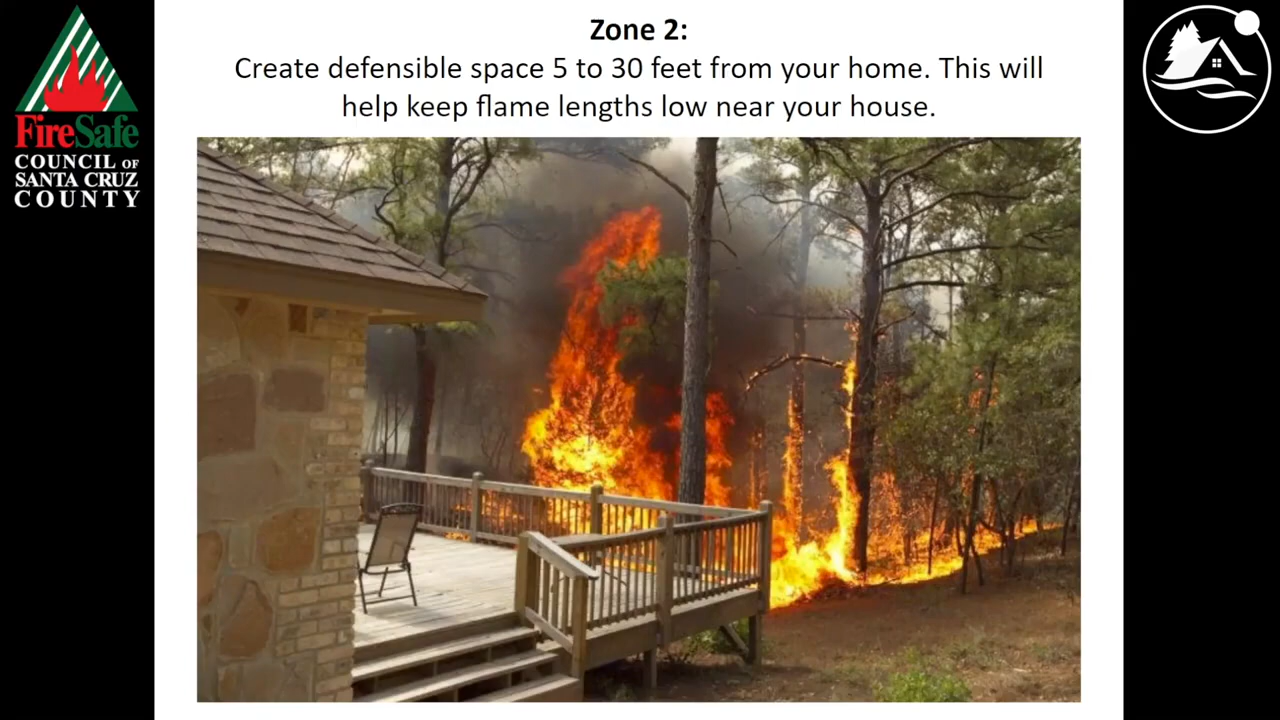 Zone 2:
Create defensible space 5 to 30 feet from your home. This will
help keep flame lengths low near your house.
FireSafe
COUNCIL OF
SANTA CRUZ
COUNTY